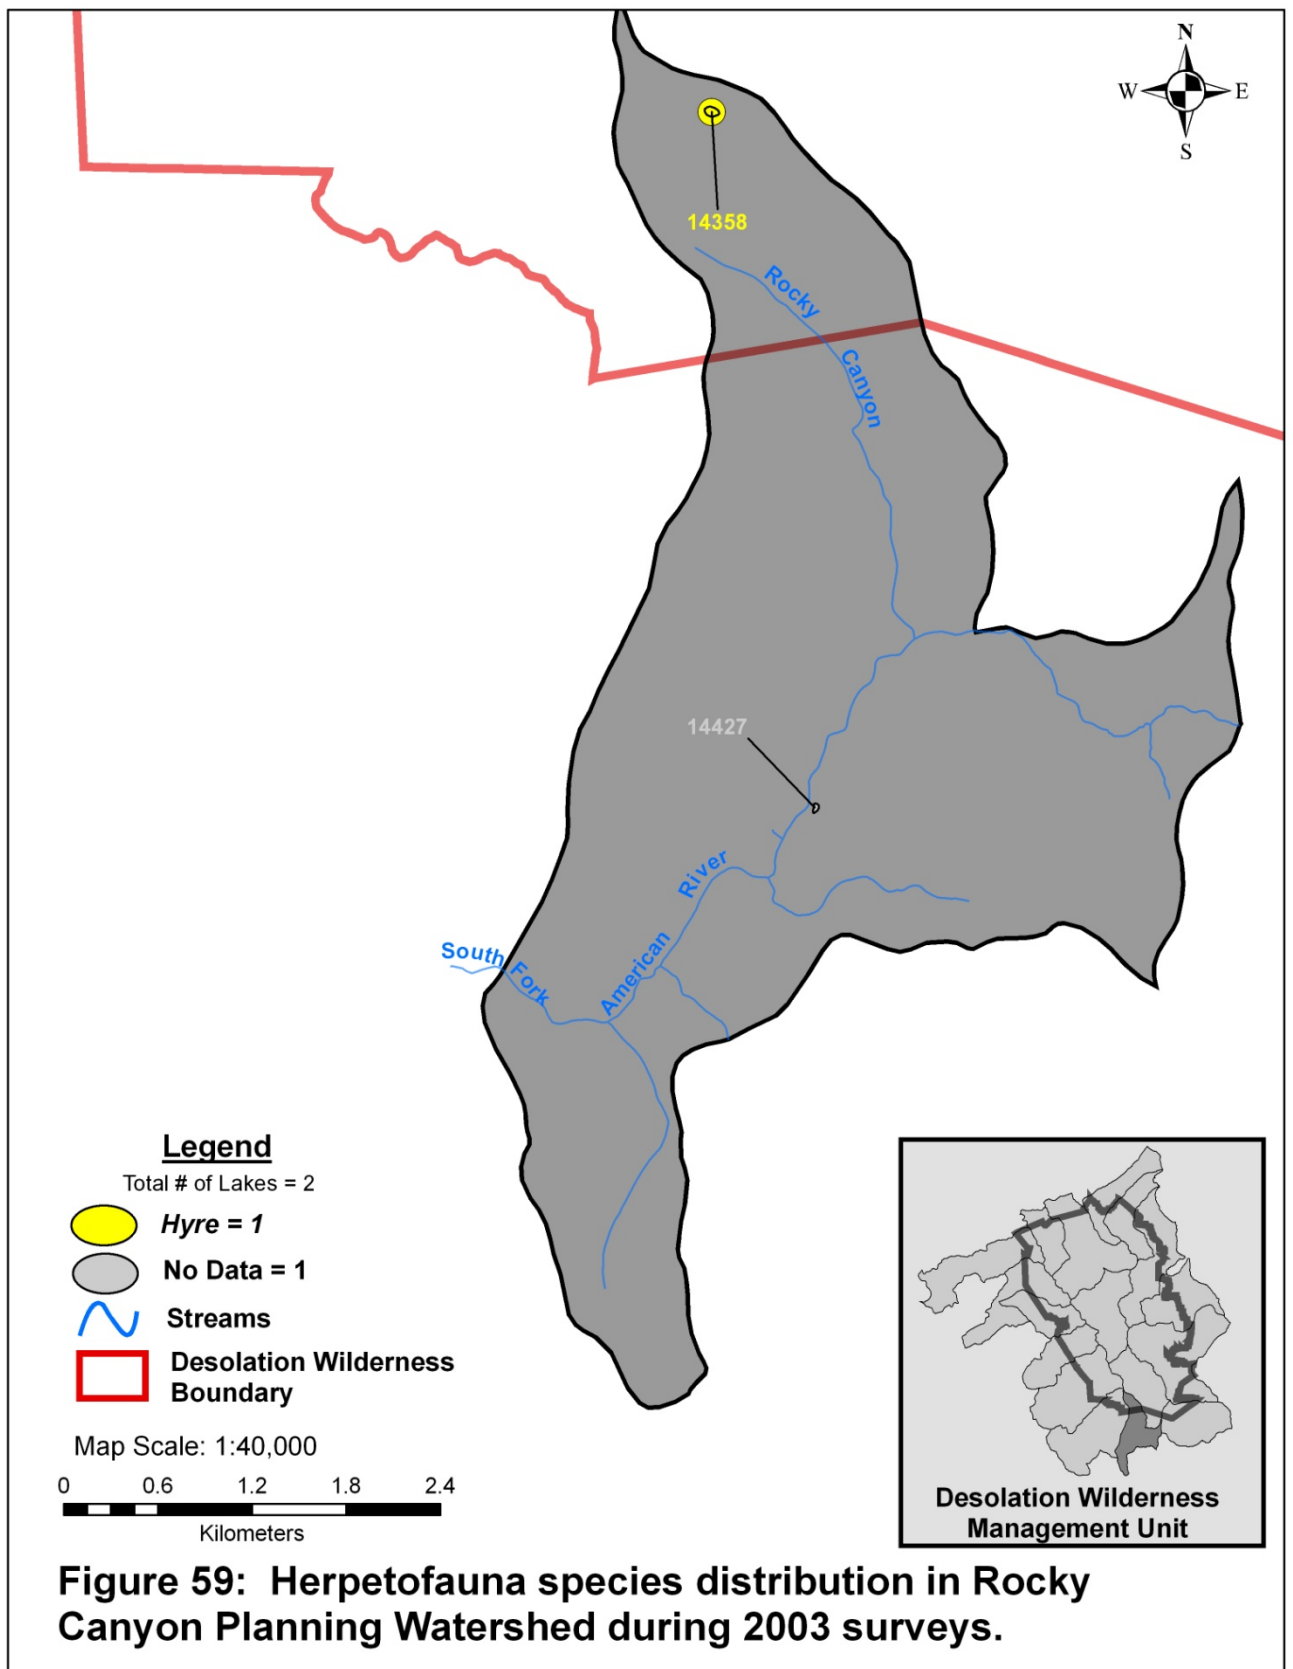 N
W E
S
14358
Rocky
Canyon
14427
South Fork
American River
Legend
Total # of Lakes = 2
Hyre = 1
No Data = 1
Streams
Desolation Wilderness
Boundary
Map Scale: 1:40,000
0 0.6 1.2 1.8 2.4
Kilometers
Desolation Wilderness
Management Unit
Figure 59: Herpetofauna species distribution in Rocky
Canyon Planning Watershed during 2003 surveys.